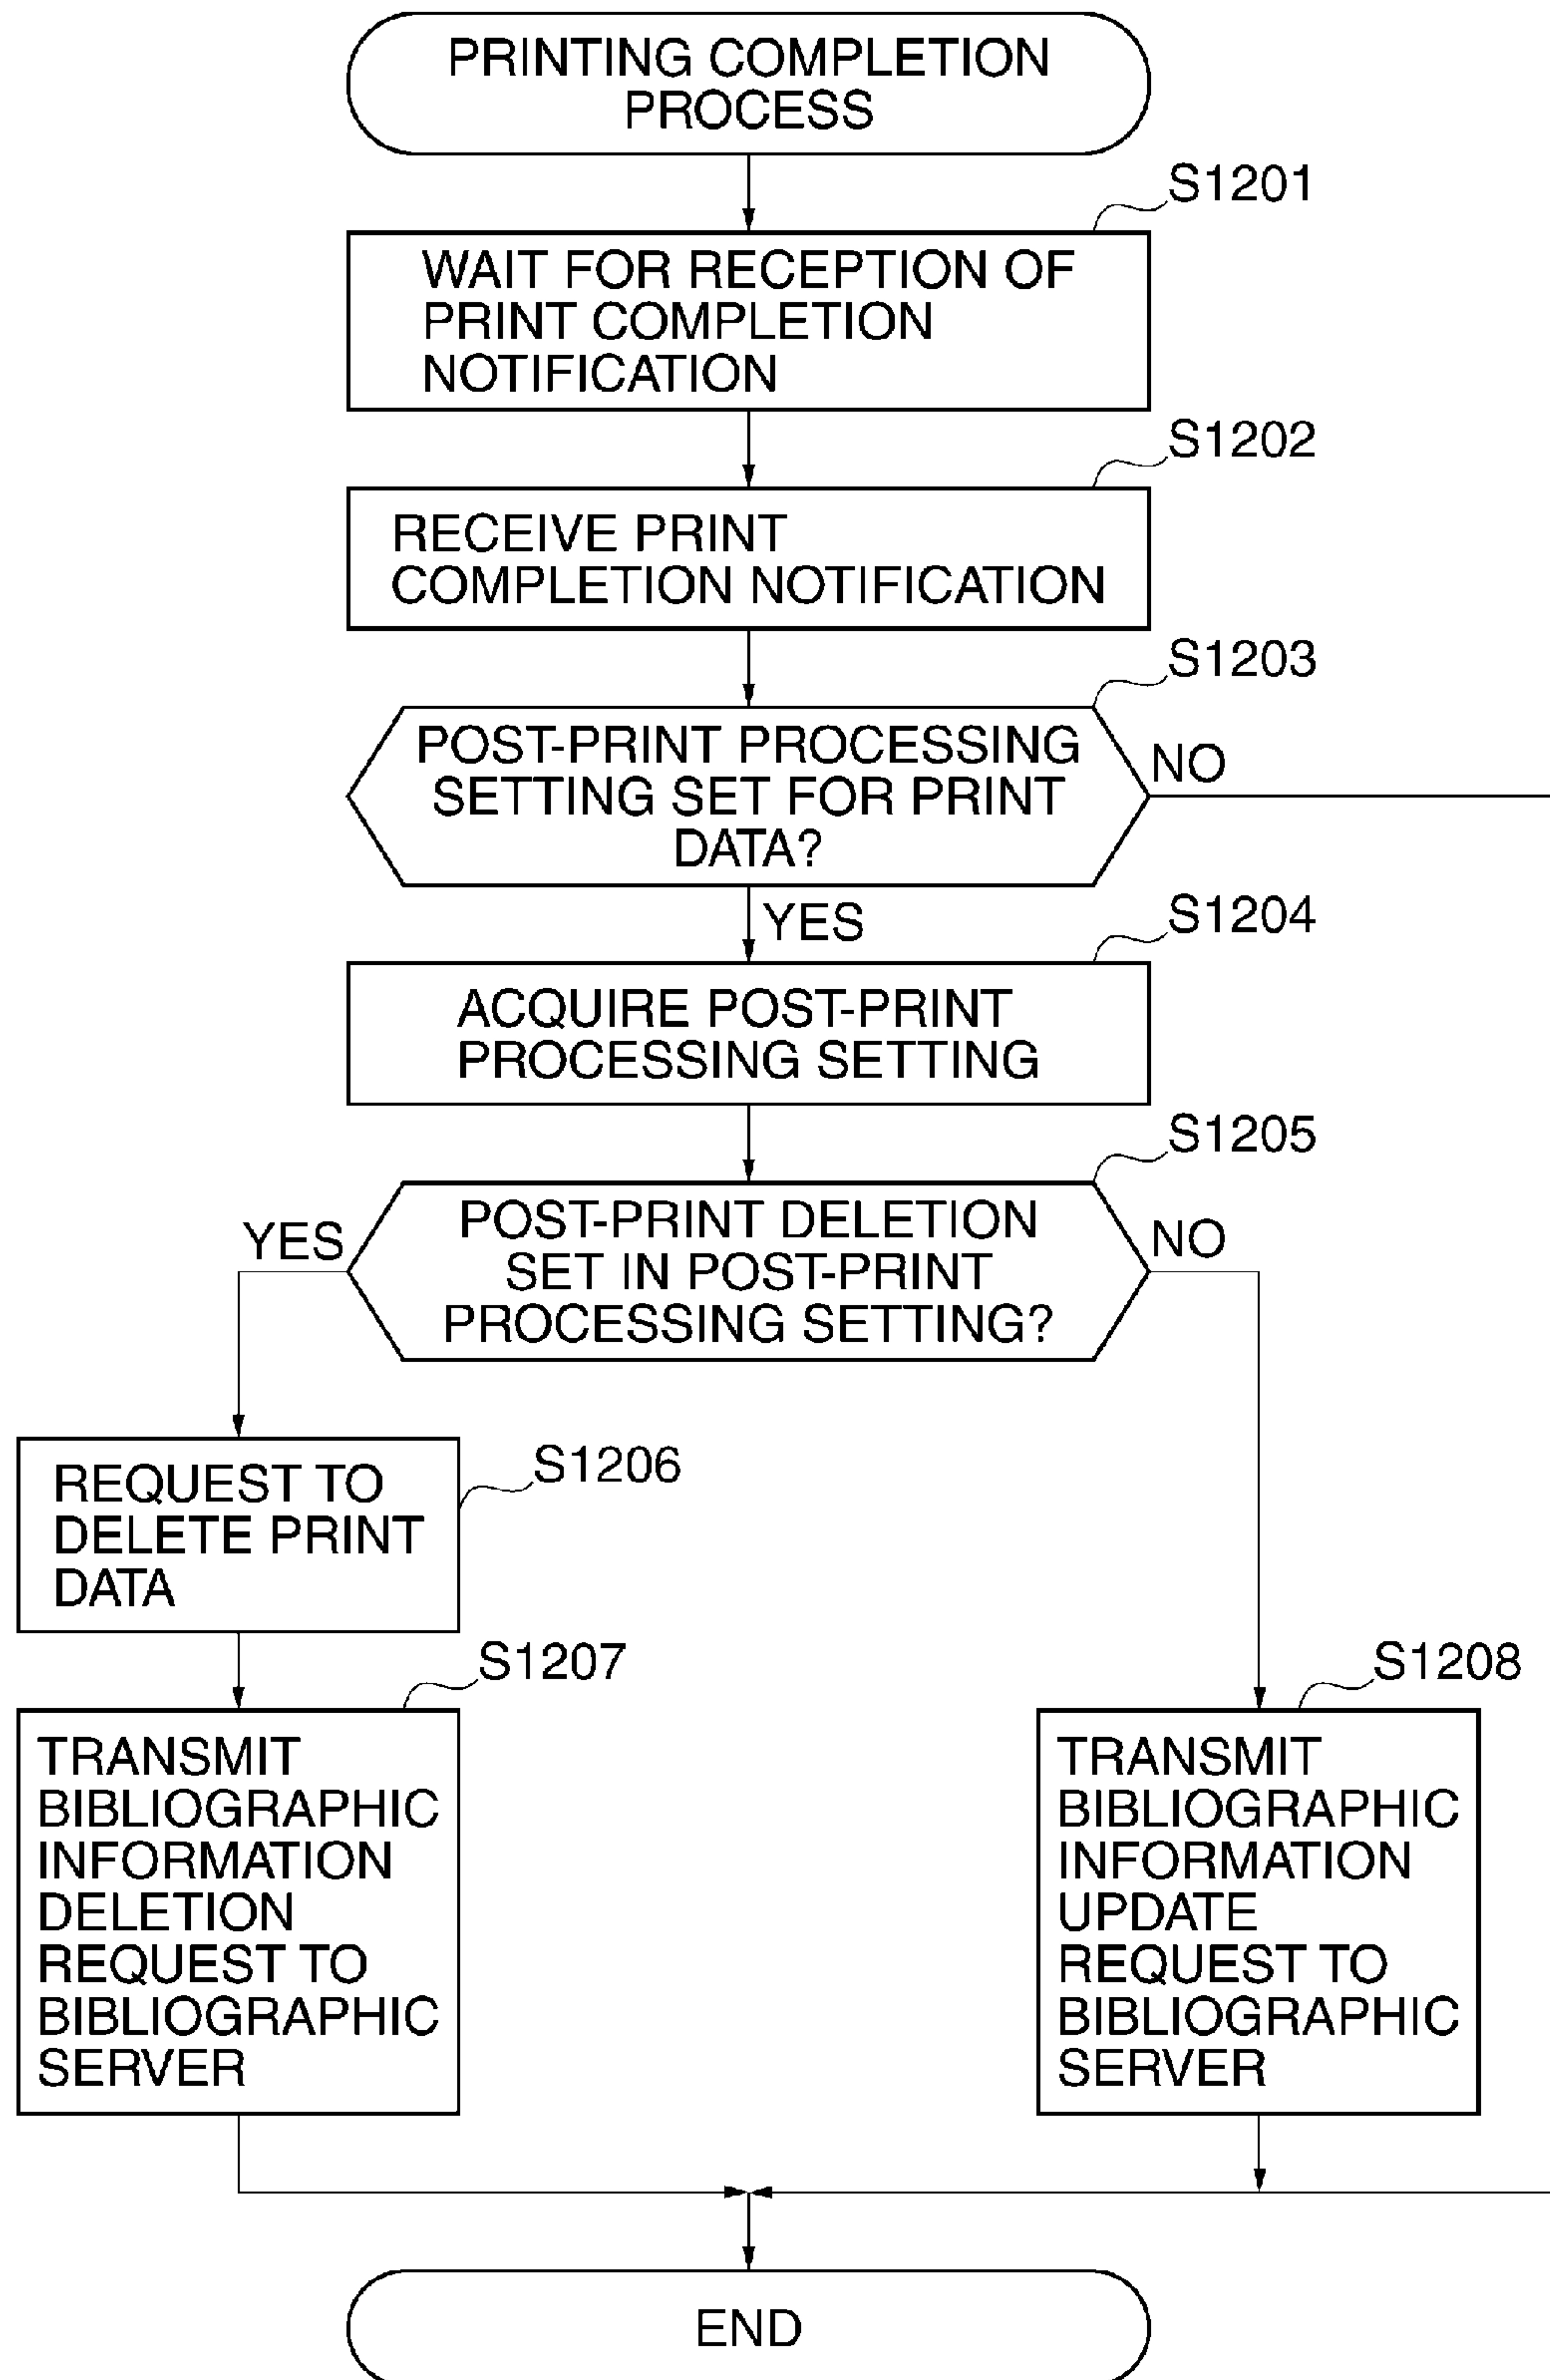 PRINTING COMPLETION
PROCESS
S1201
WAIT FOR RECEPTION OF
PRINT COMPLETION
NOTIFICATION
S1202
RECEIVE PRINT
COMPLETION NOTIFICATION
S1203
POST-PRINT PROCESSING
SETTING SET FOR PRINT
DATA?
NO
YES
S1204
ACQUIRE POST-PRINT
PROCESSING SETTING
S1205
POST-PRINT DELETION
SET IN POST-PRINT
PROCESSING SETTING?
YES
NO
S1206
REQUEST TO
DELETE PRINT
DATA
S1207
TRANSMIT
BIBLIOGRAPHIC
INFORMATION
DELETION
REQUEST TO
BIBLIOGRAPHIC
SERVER
S1208
TRANSMIT
BIBLIOGRAPHIC
INFORMATION
UPDATE
REQUEST TO
BIBLIOGRAPHIC
SERVER
END